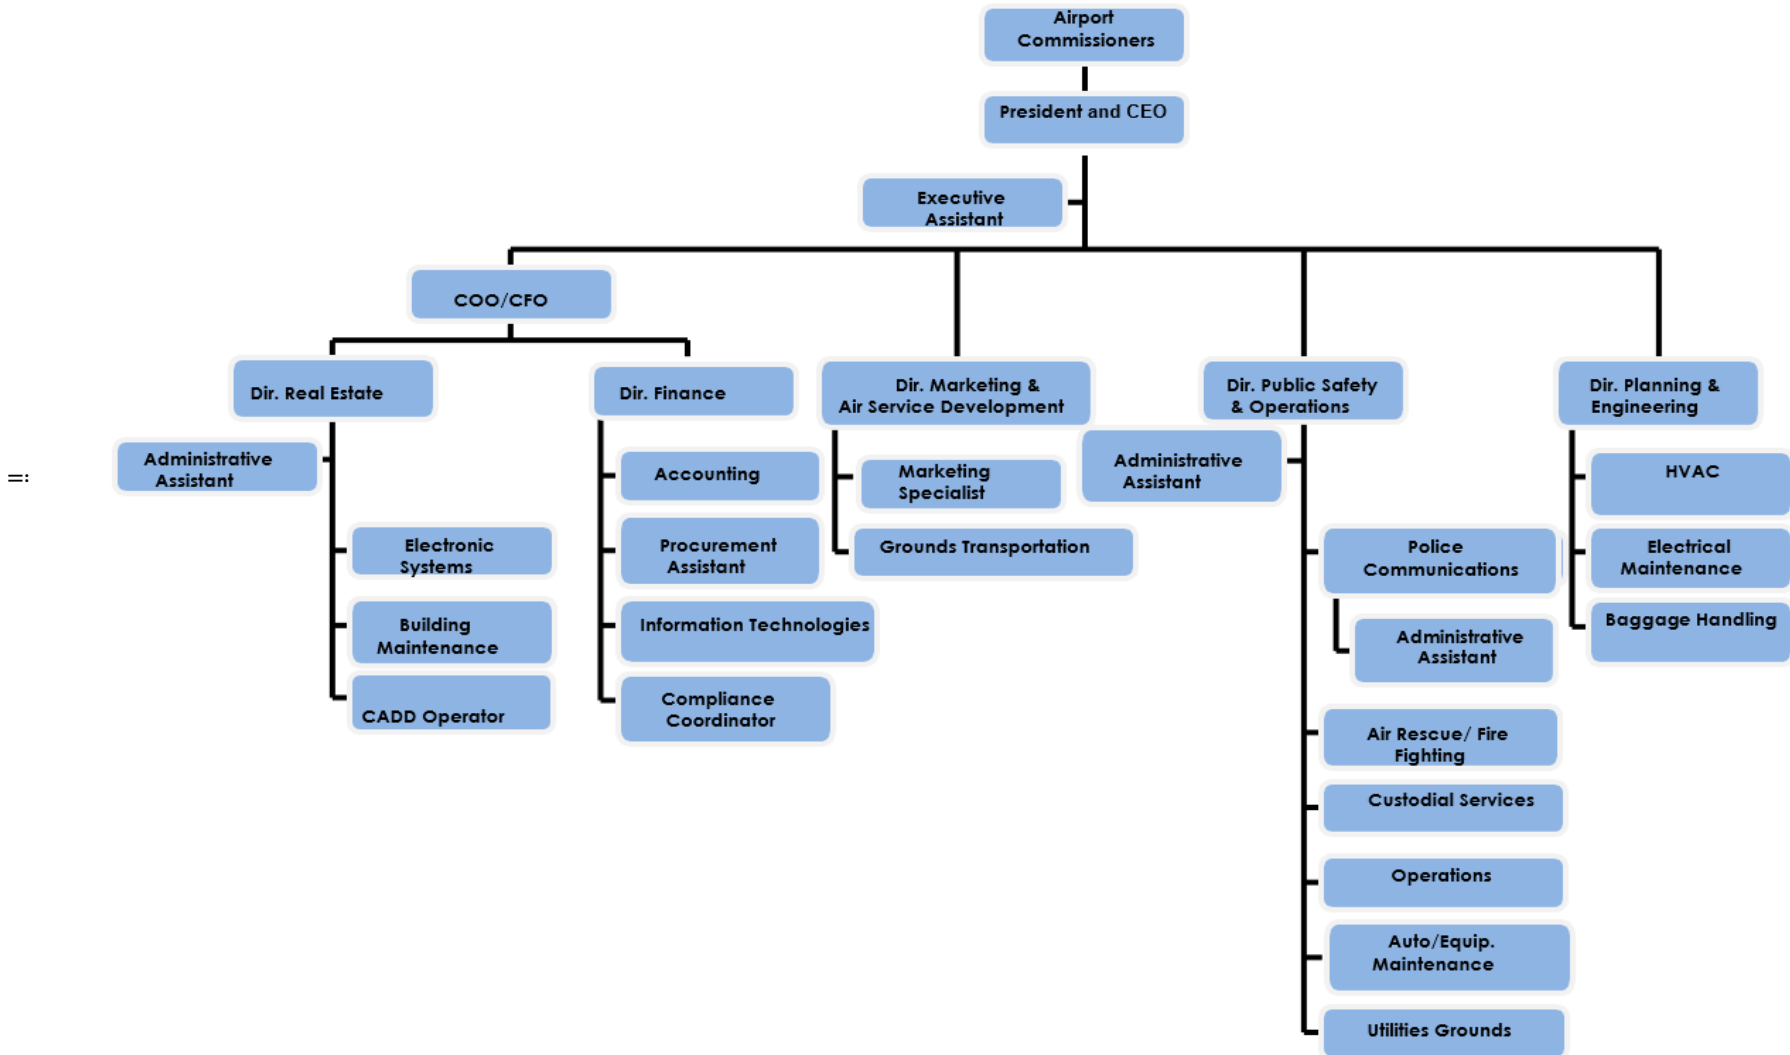 Airport
Commissioners
President and CEO
Executive
Assistant
COO/CFO
Dir. Real Estate
Dir. Finance
Dir. Marketing &
Air Service Development
Dir. Public Safety
& Operations
Dir. Planning &
Engineering
Administrative
Assistant
Electronic
Systems
Building
Maintenance
CADD Operator
Accounting
Procurement
Assistant
Information Technologies
Compliance
Coordinator
Marketing
Specialist
Grounds Transportation
Administrative
Assistant
Police
Communications
Administrative
Assistant
Air Rescue/ Fire
Fighting
Custodial Services
Operations
Auto/Equip.
Maintenance
Utilities Grounds
HVAC
Electrical
Maintenance
Baggage Handling
=: